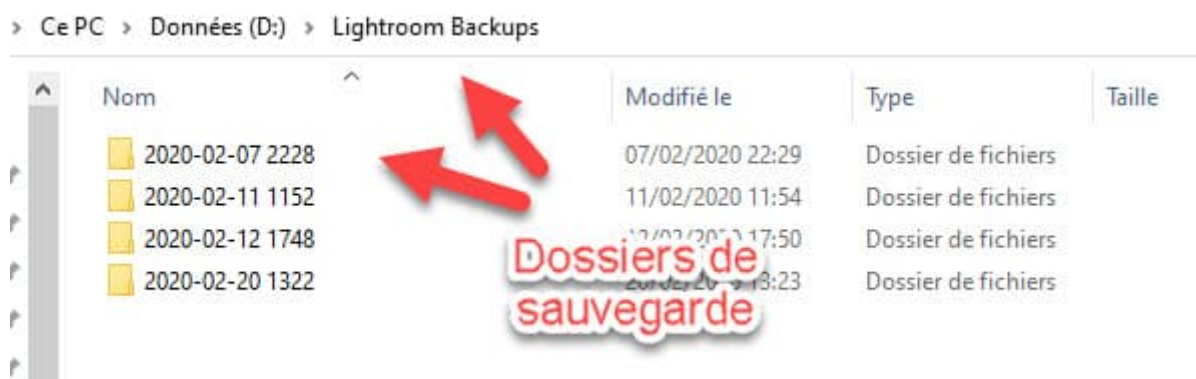 > Ce PC > Données (D:) > Lightroom Backups
Nom Modifié le Type Taille
2020-02-07 2228 07/02/2020 22:29 Dossier de fichiers
2020-02-11 1152 11/02/2020 11:54 Dossier de fichiers
2020-02-12 1748 17:50 Dossier de fichiers
2020-02-20 1322 13:23 Dossier de fichiers
Dossiers de
sauvegarde